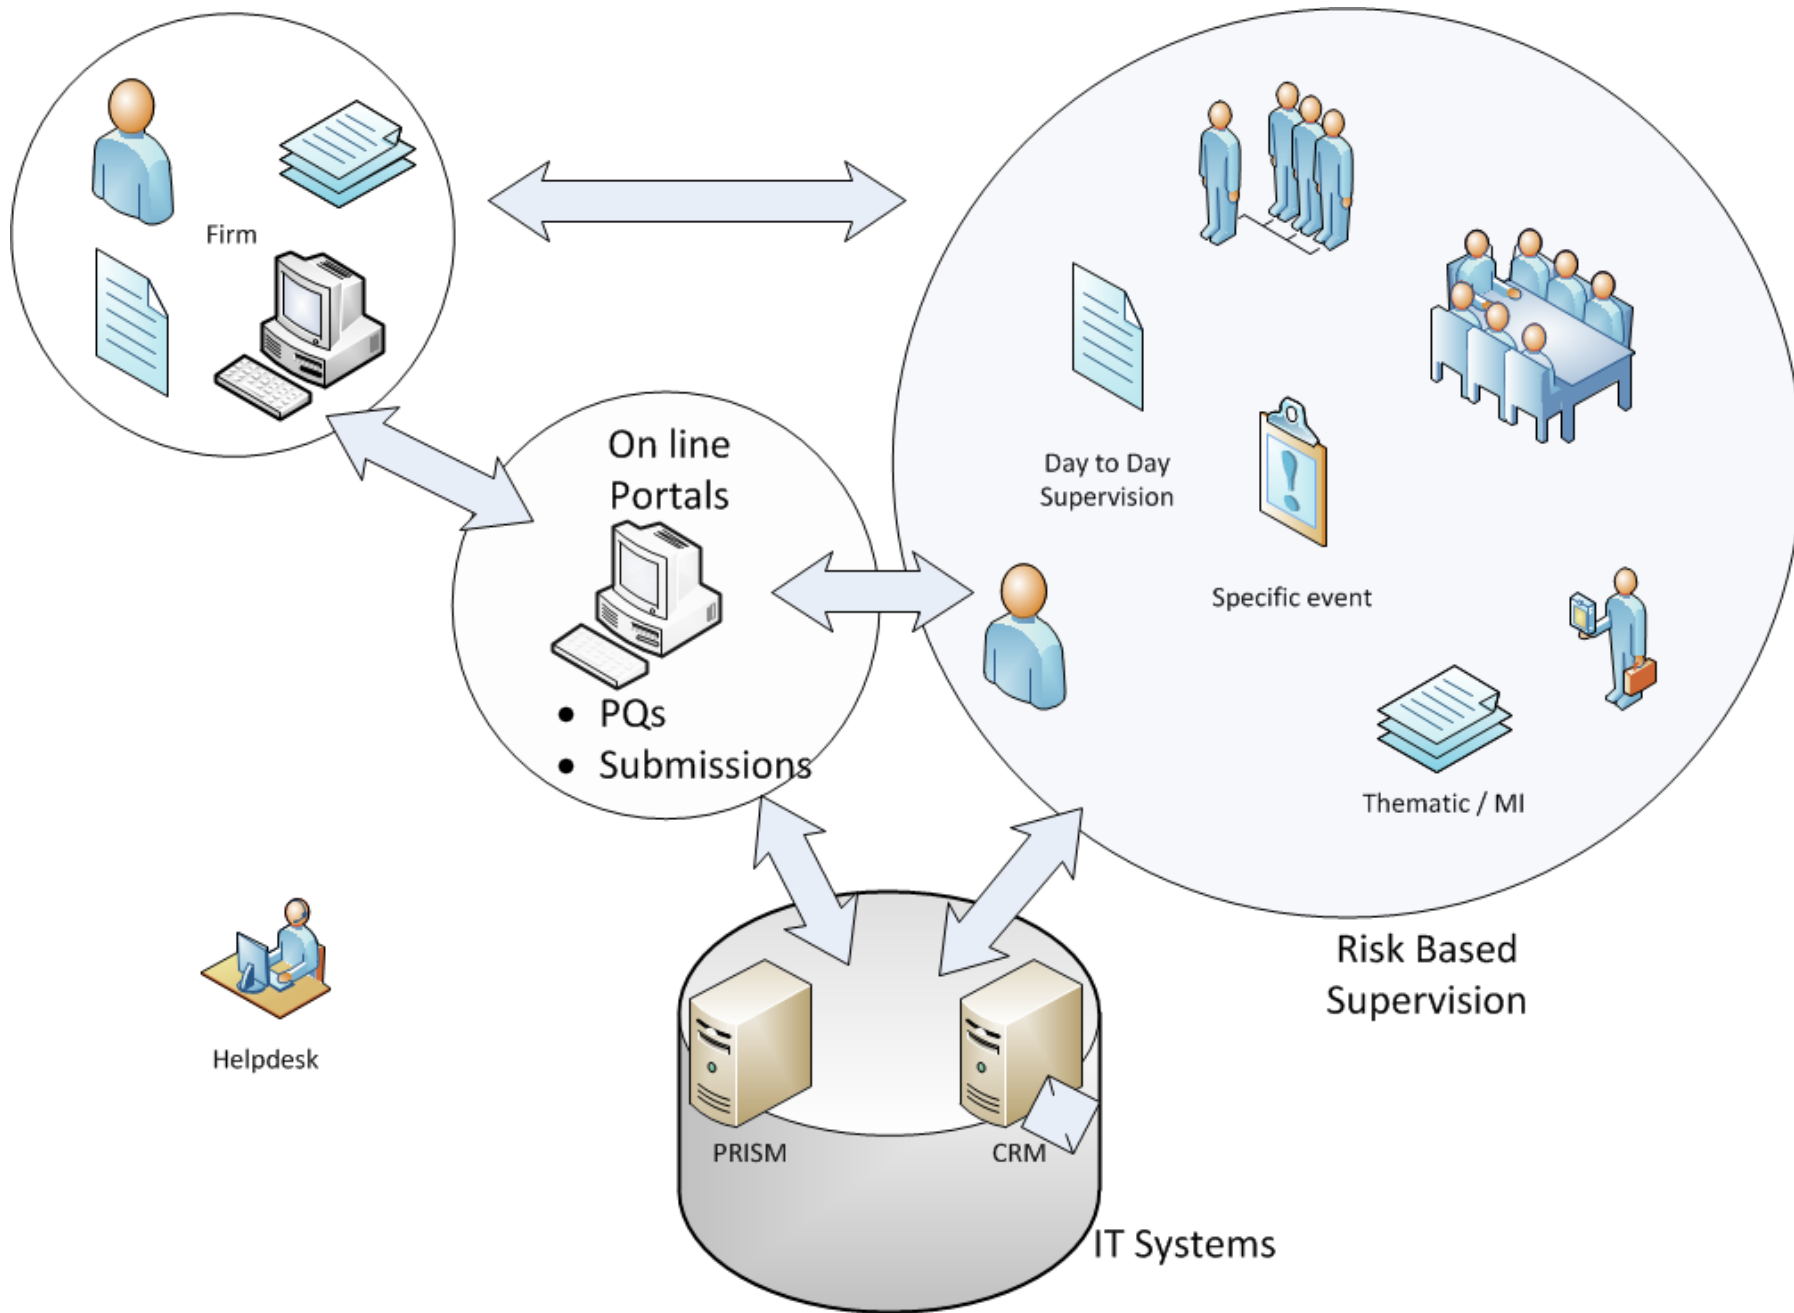 Firm
On line
Portals
• PQs
• Submissions
Day to Day
Supervision
Specific event
Thematic / MI
Risk Based
Supervision
Helpdesk
PRISM
CRM
IT Systems